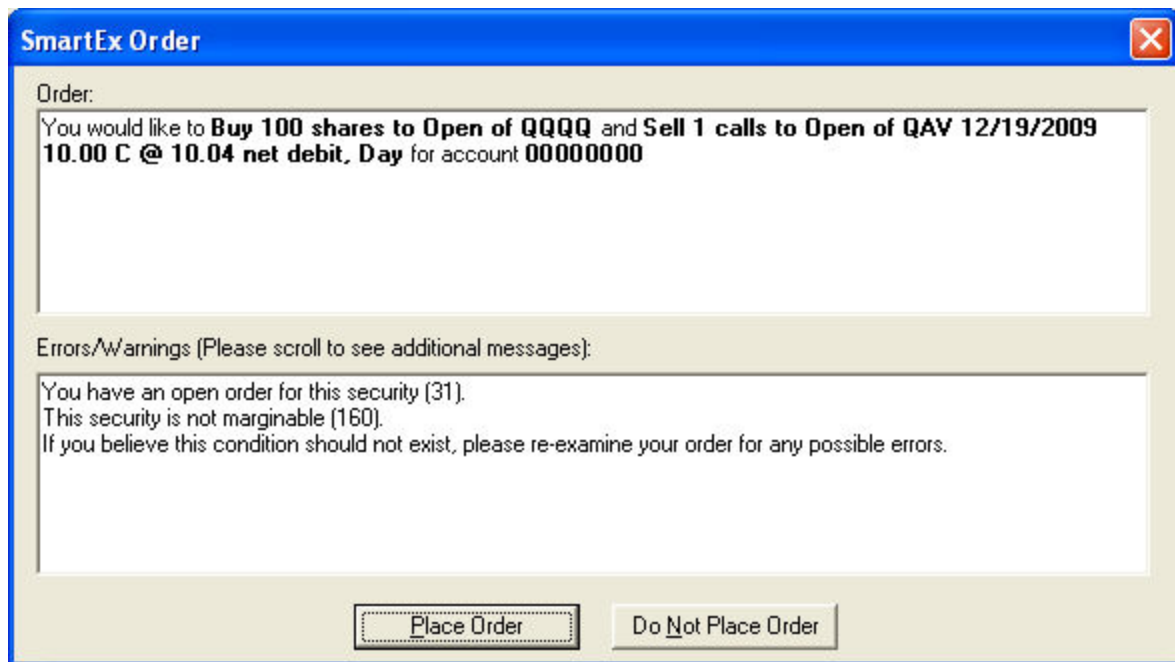 SmartEx Order
Order:
You would like to Buy 100 shares to Open of QQQQ and Sell 1 calls to Open of QAV 12/19/2009
10.00 C @ 10.04 net debit, Day for account 00000000
Errors/Warnings (Please scroll to see additional messages):
You have an open order for this security (31).
This security is not marginable (160).
If you believe this condition should not exist, please re-examine your order for any possible errors.
Place Order
Do Not Place Order